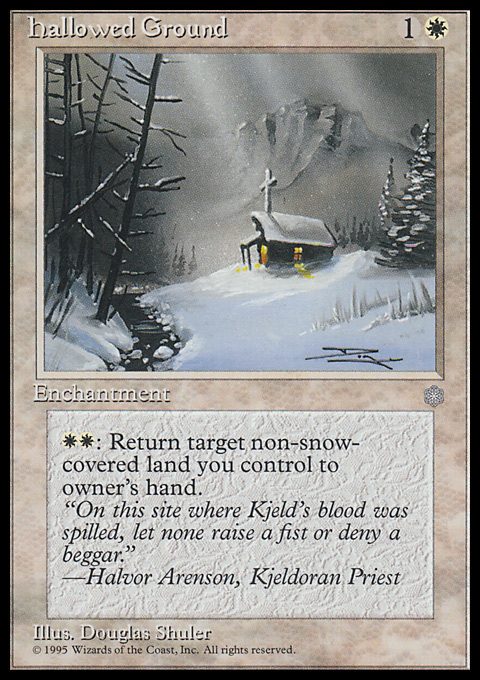 Hallowed Ground 1
Enchantment
: Return target non-snow-
covered land you control to
owner's hand.
“On this site where Kjeld's blood was
spilled, let none raise a fist or deny a
beggar.”
—Halvor Arenson, Kjeldoran Priest
Illus. Douglas Shuler
© 1995 Wizards of the Coast, Inc. All rights reserved.